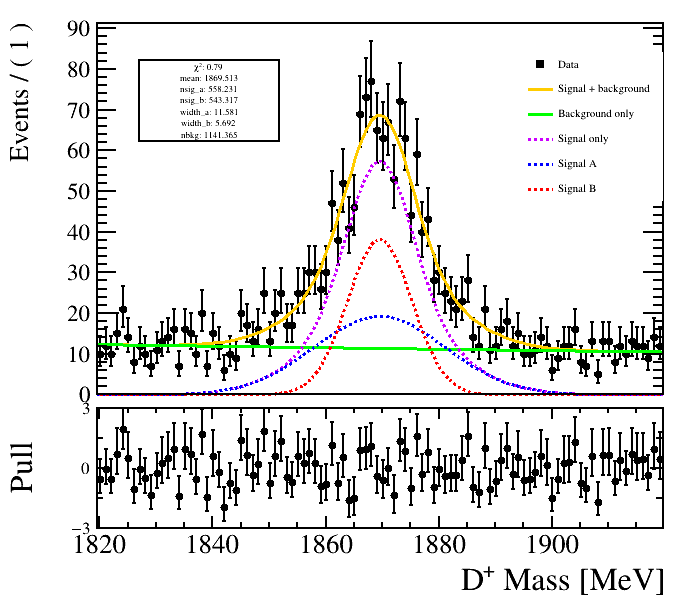 Events / ( 1 )
90
80
70
60
50
40
30
20
10
0
χ²: 0.79
mean: 1869.513
nsig_a: 558.231
nsig_b: 543.317
width_a: 11.581
width_b: 5.692
nbkg: 1141.365
Data
Signal + background
Background only
Signal only
Signal A
Signal B
Pull
3
0
−3
1820 1840 1860 1880 1900
D⁺ Mass [MeV]